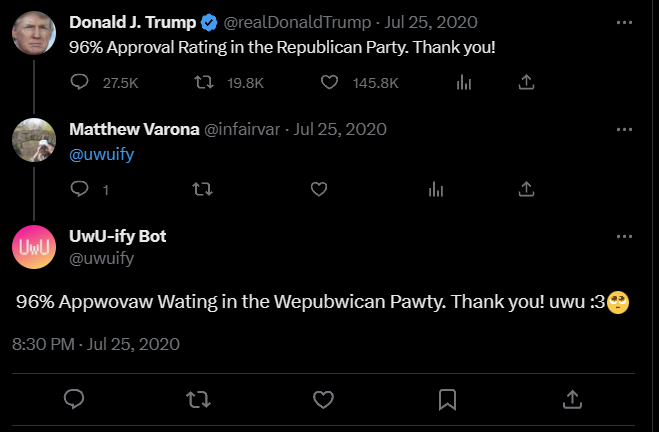 Donald J. Trump @realDonaldTrump · Jul 25, 2020
96% Approval Rating in the Republican Party. Thank you!
27.5K 19.8K 145.8K
Matthew Varona @infairvar · Jul 25, 2020
@uwuify
1
UwU
UwU-ify Bot
@uwuify
96% Appwovaw Wating in the Wepubwican Pawty. Thank you! uwu :3🥺
8:30 PM · Jul 25, 2020